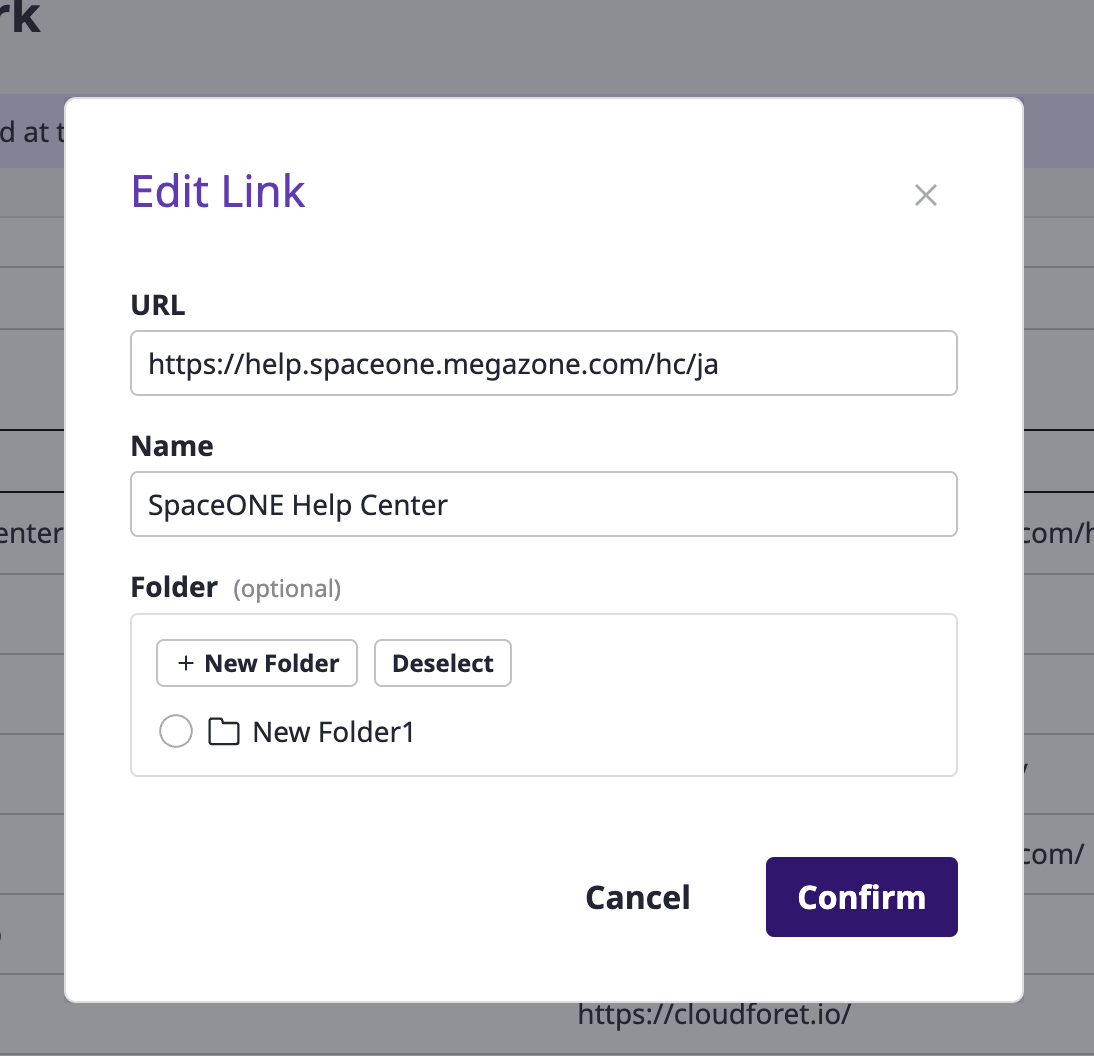 rk
d at t
Edit Link
URL
https://help.spaceone.megazone.com/hc/ja
Name
SpaceONE Help Center
enter
com/h
Folder (optional)
+ New Folder
Deselect
New Folder1
/
com/
Cancel
Confirm
https://cloudforet.io/